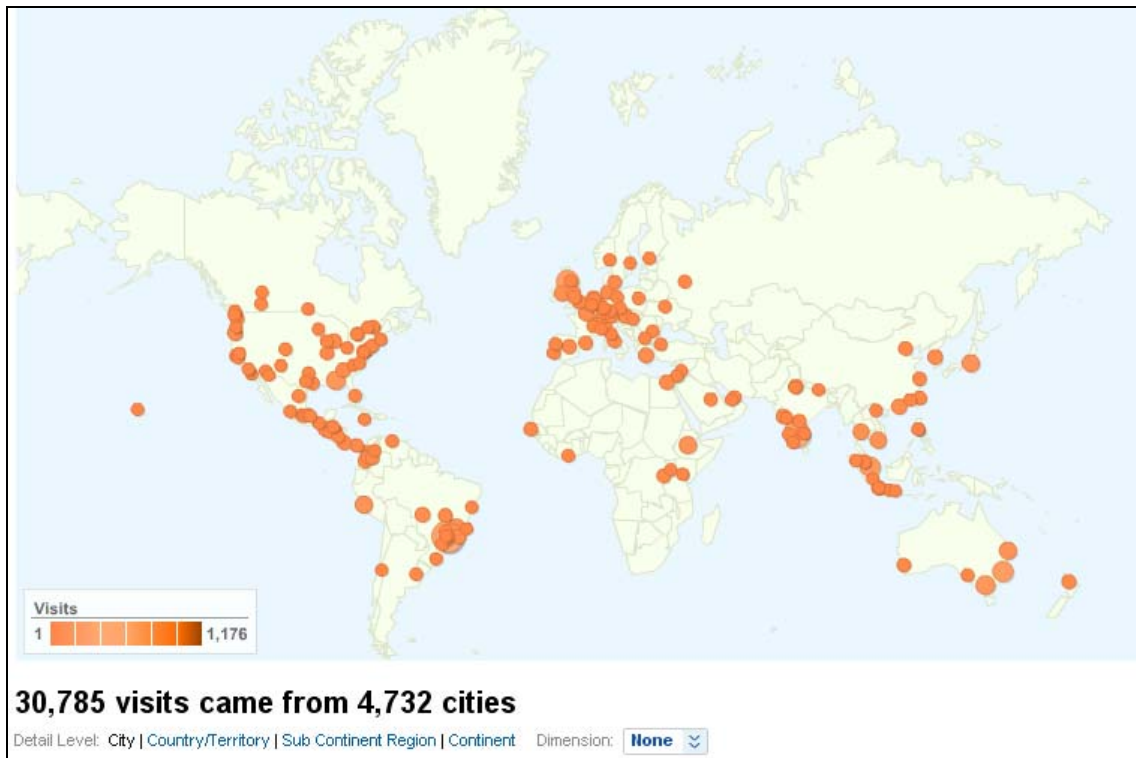 Visits
1 1,176
30,785 visits came from 4,732 cities
Detail Level: City | Country/Territory | Sub Continent Region | Continent Dimension: None